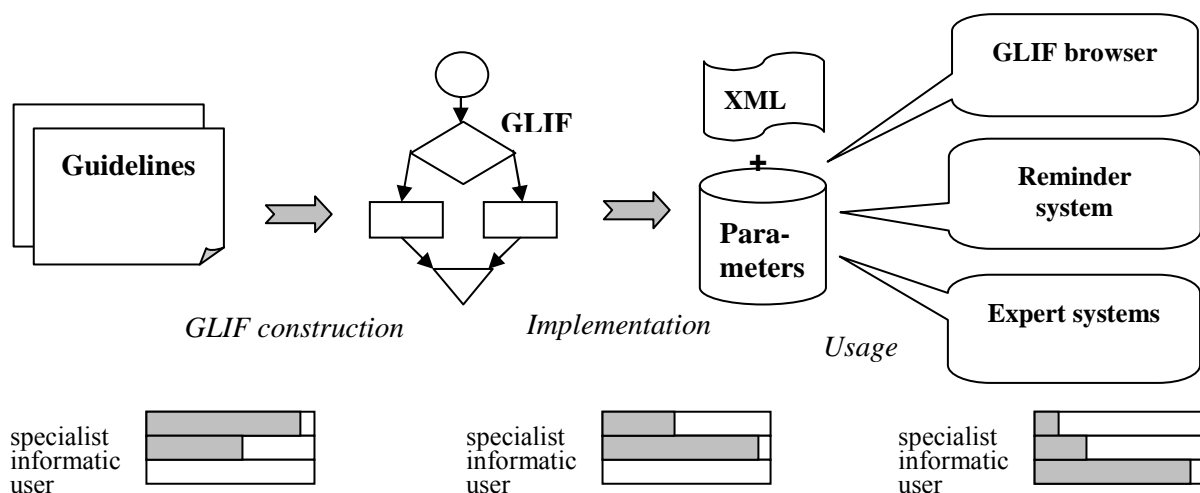 Guidelines
GLIF
XML
+
Para-
meters
GLIF browser
Reminder
system
Expert systems
GLIF construction
Implementation
Usage
specialist
informatic
user
specialist
informatic
user
specialist
informatic
user